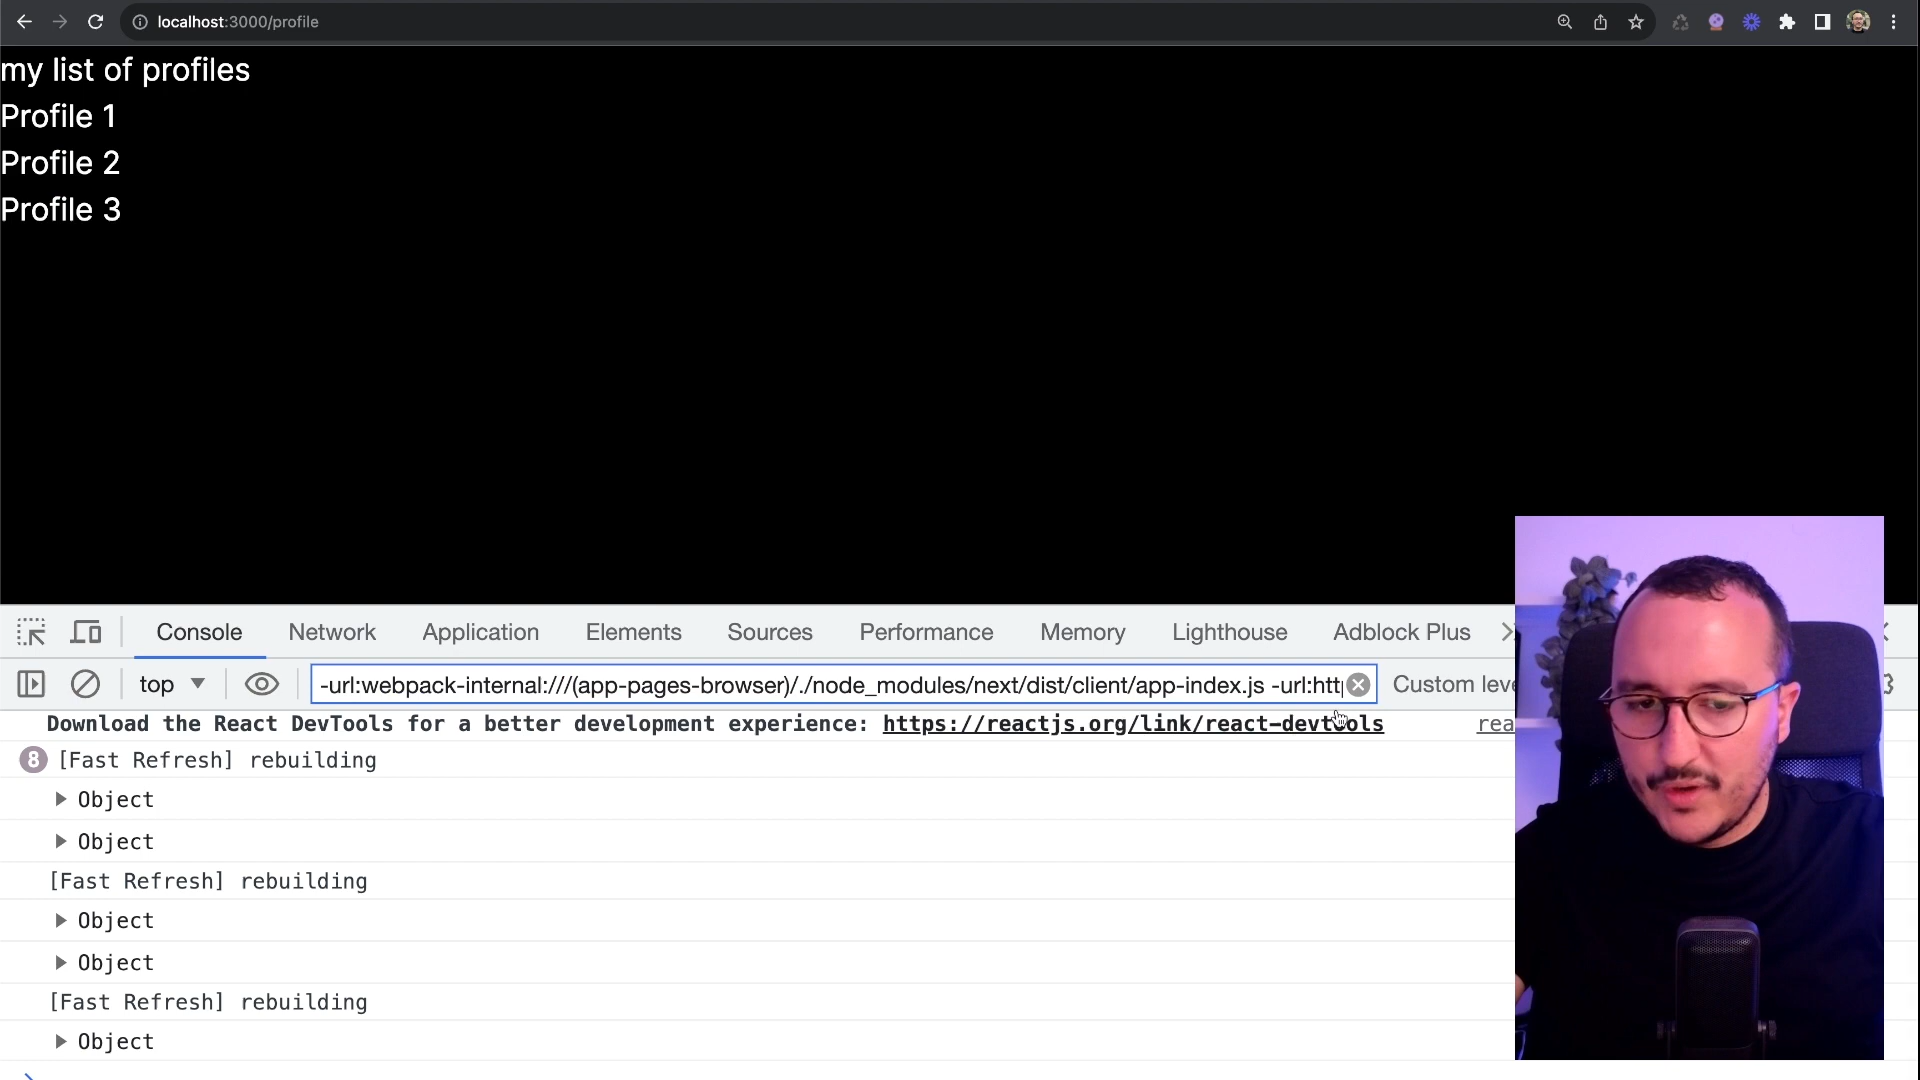 localhost:3000/profile
my list of profiles
Profile 1
Profile 2
Profile 3
Console Network Application Elements Sources Performance Memory Lighthouse Adblock Plus
top -url:webpack-internal:///(app-pages-browser)/./node_modules/next/dist/client/app-index.js -url:htt Custom leve
Download the React DevTools for a better development experience: https://reactjs.org/link/react-devtools rea
8 [Fast Refresh] rebuilding
Object
Object
[Fast Refresh] rebuilding
Object
Object
[Fast Refresh] rebuilding
Object